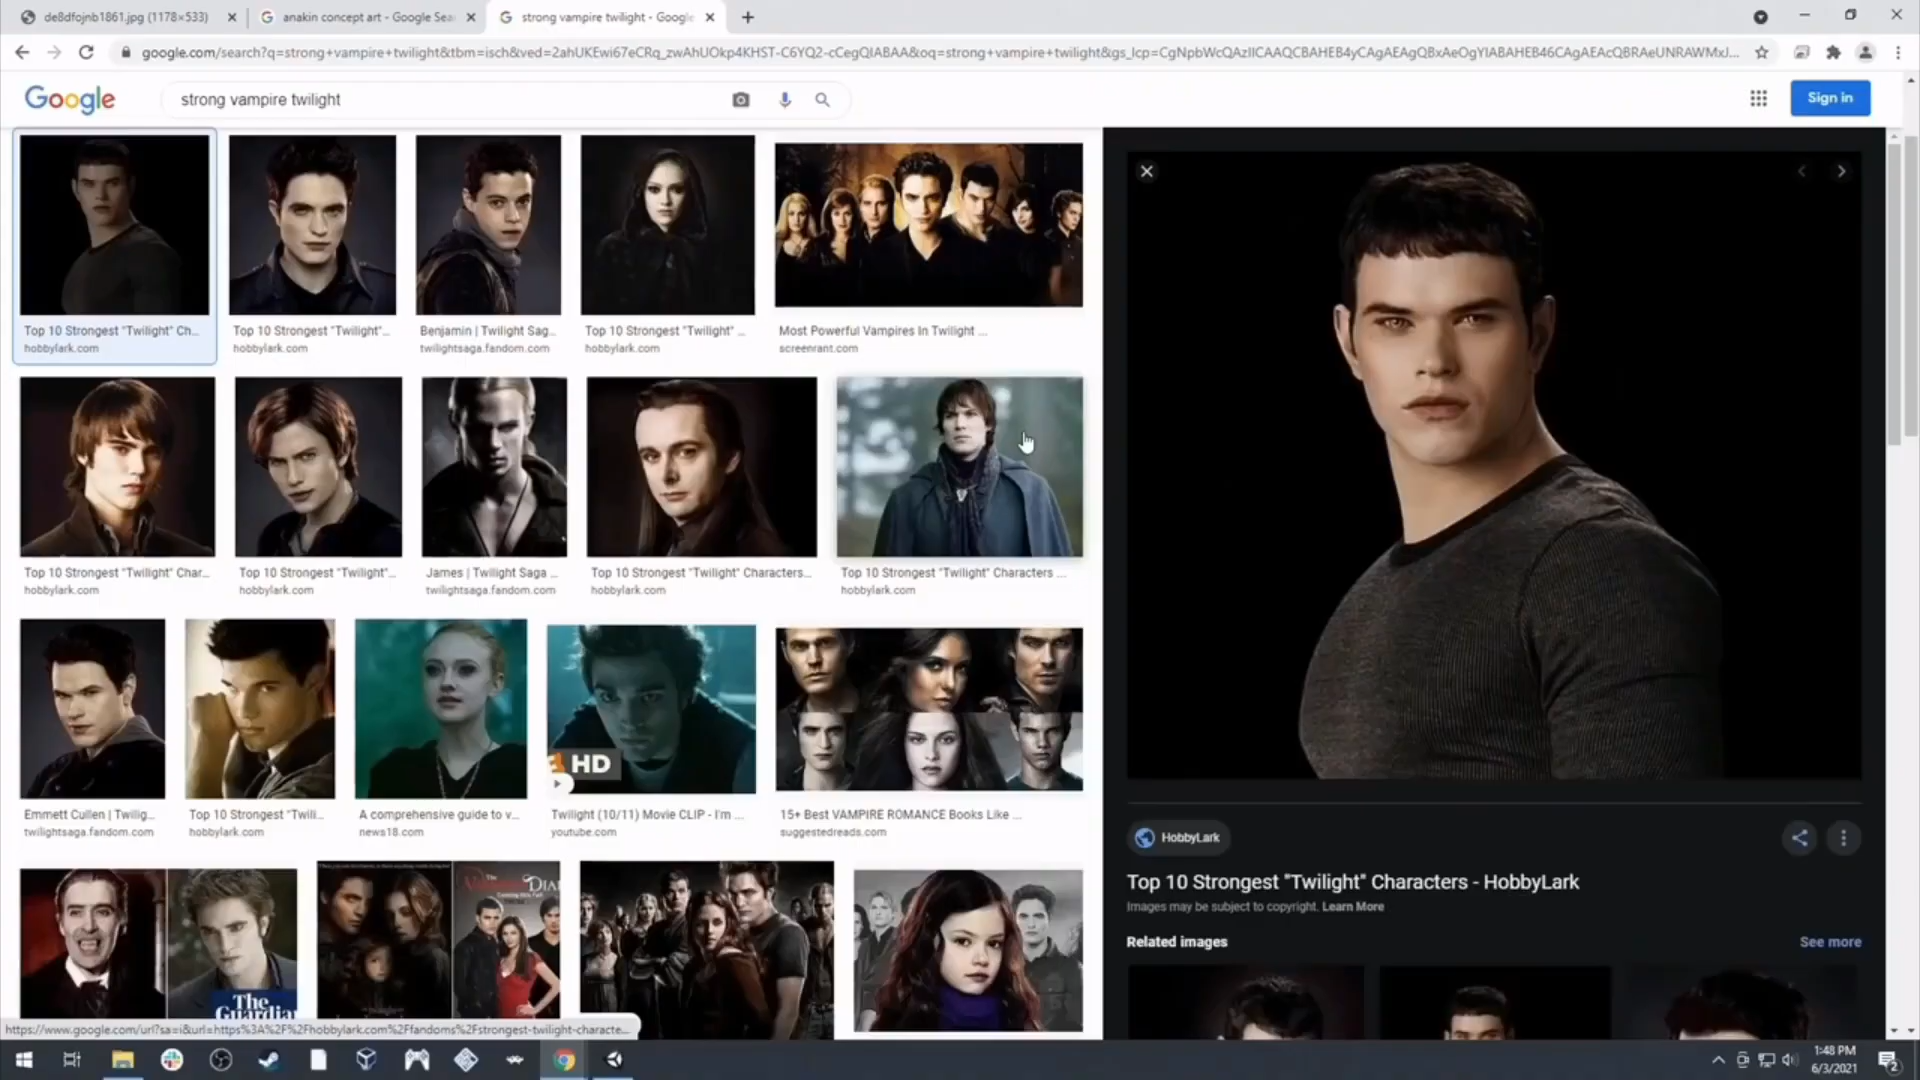 de8dfojnb1861.jpg (1178×533)
anakin concept art - Google Sea
strong vampire twilight - Google
google.com/search?q=strong+vampire+twilight&tbm=isch&ved=2ahUKEwi67eCRq_zwAhUOkp4KHST-C6YQ2-cCegQIABAA&oq=strong+vampire+twilight&gs_lcp=CgNpbWcQAzIICAAQCBAHEB4yCAgAEAgQBxAeOgYIABAHEB46CAgAEAcQBRAeUNRAWMxJ...
Google
strong vampire twilight
Sign in
Top 10 Strongest "Twilight" Ch...
hobbylark.com
Top 10 Strongest "Twilight"...
hobbylark.com
Benjamin | Twilight Sag...
twilightsaga.fandom.com
Top 10 Strongest "Twilight" ...
hobbylark.com
Most Powerful Vampires In Twilight ...
screenrant.com
Top 10 Strongest "Twilight" Char...
hobbylark.com
Top 10 Strongest "Twilight"...
hobbylark.com
James | Twilight Saga ...
twilightsaga.fandom.com
Top 10 Strongest "Twilight" Characters...
hobbylark.com
Top 10 Strongest "Twilight" Characters ...
hobbylark.com
HD
Emmett Cullen | Twilig...
twilightsaga.fandom.com
Top 10 Strongest "Twili...
hobbylark.com
A comprehensive guide to v...
news18.com
Twilight (10/11) Movie CLIP - I'm ...
youtube.com
15+ Best VAMPIRE ROMANCE Books Like ...
suggestedreads.com
The
Guardian
HobbyLark
Top 10 Strongest "Twilight" Characters - HobbyLark
Images may be subject to copyright. Learn More
Related images
See more
https://www.google.com/url?sa=i&url=https%3A%2F%2Fhobbylark.com%2Ffandoms%2Fstrongest-twilight-characte...
1:48 PM
6/3/2021
2